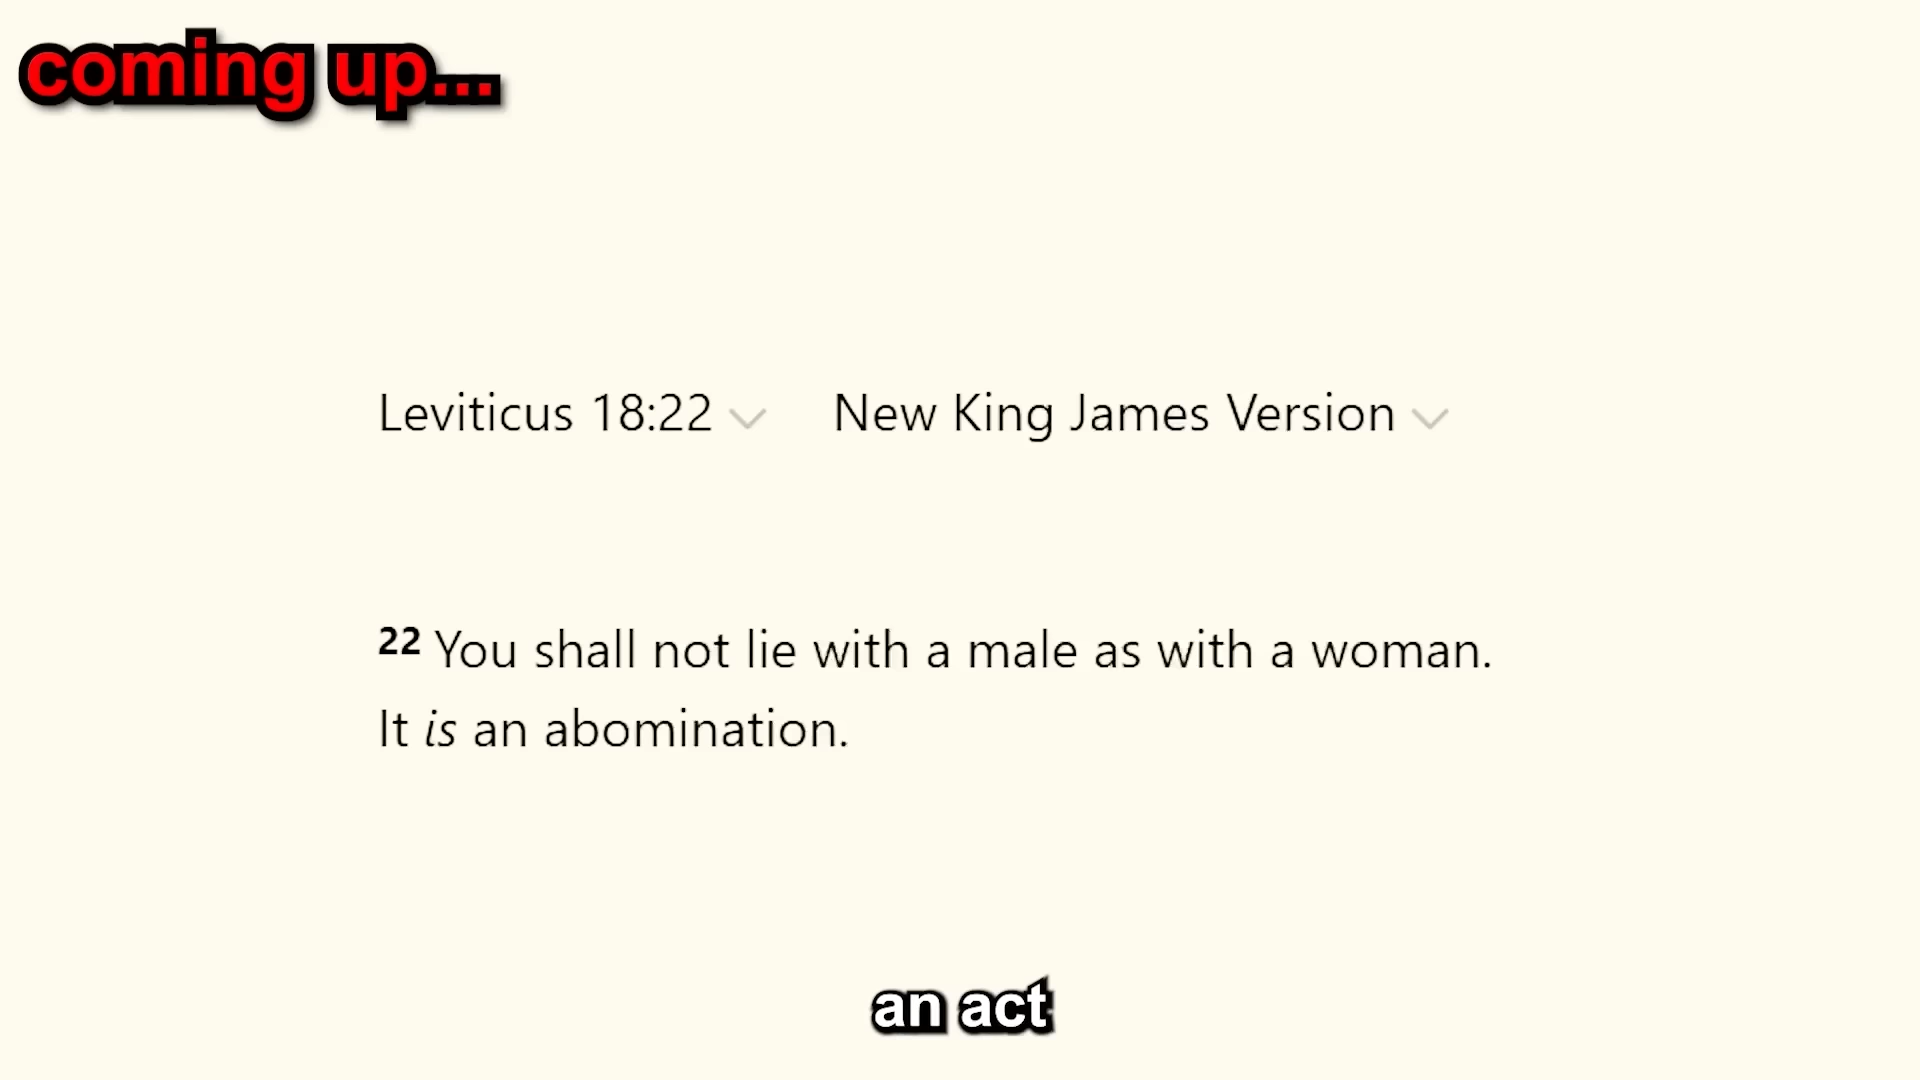 coming up...
Leviticus 18:22 New King James Version
22 You shall not lie with a male as with a woman.
It is an abomination.
an act